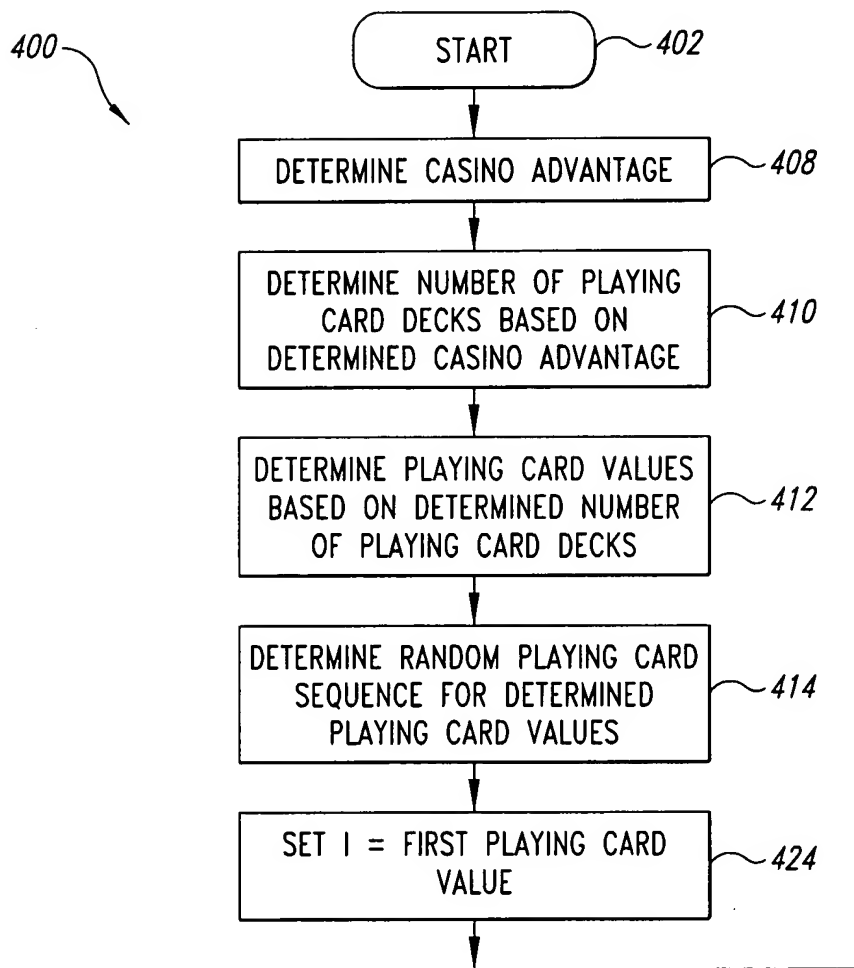 400
START
402
DETERMINE CASINO ADVANTAGE
408
DETERMINE NUMBER OF PLAYING
CARD DECKS BASED ON
DETERMINED CASINO ADVANTAGE
410
DETERMINE PLAYING CARD VALUES
BASED ON DETERMINED NUMBER
OF PLAYING CARD DECKS
412
DETERMINE RANDOM PLAYING CARD
SEQUENCE FOR DETERMINED
PLAYING CARD VALUES
414
SET I = FIRST PLAYING CARD
VALUE
424